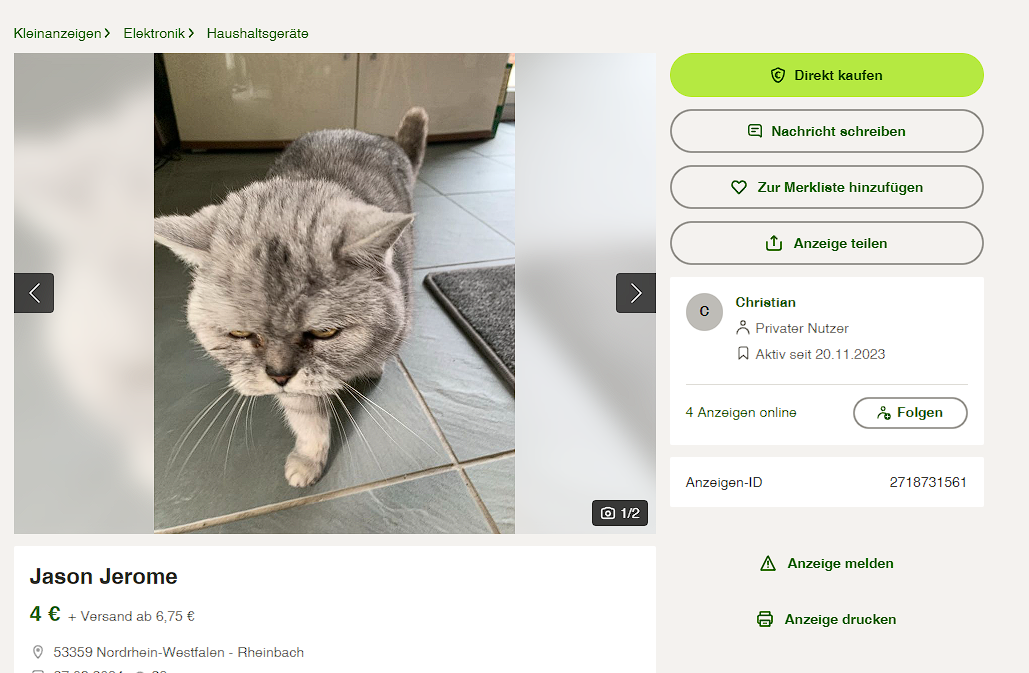 Kleinanzeigen > Elektronik > Haushaltsgeräte
Direkt kaufen
Nachricht schreiben
Zur Merkliste hinzufügen
Anzeige teilen
C Christian
Privater Nutzer
Aktiv seit 20.11.2023
4 Anzeigen online Folgen
Anzeigen-ID 2718731561
1/2
Anzeige melden
Anzeige drucken
Jason Jerome
4 € + Versand ab 6,75 €
53359 Nordrhein-Westfalen - Rheinbach